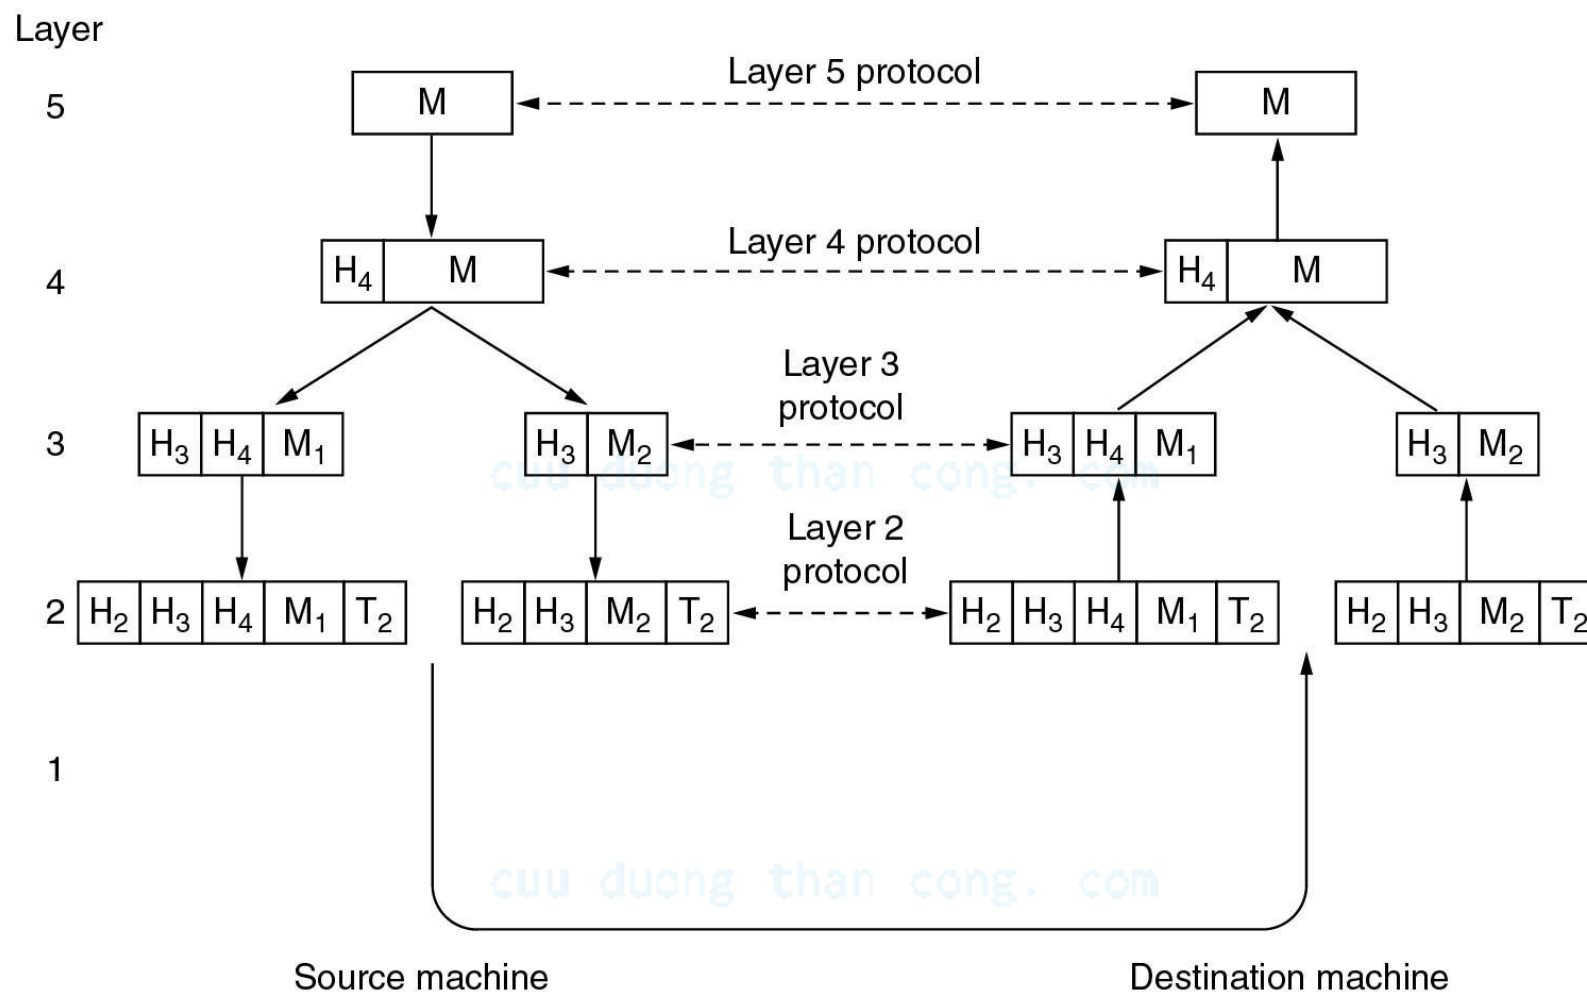 Layer
5
M
Layer 5 protocol
M
4
H₄ M
Layer 4 protocol
H₄ M
Layer 3
protocol
3
H₃ H₄ M₁
H₃ M₂
H₃ H₄ M₁
H₃ M₂
cuu duong than cong. com
Layer 2
protocol
2
H₂ H₃ H₄ M₁ T₂
H₂ H₃ M₂ T₂
H₂ H₃ H₄ M₁ T₂
H₂ H₃ M₂ T₂
1
cuu duong than cong. com
Source machine
Destination machine